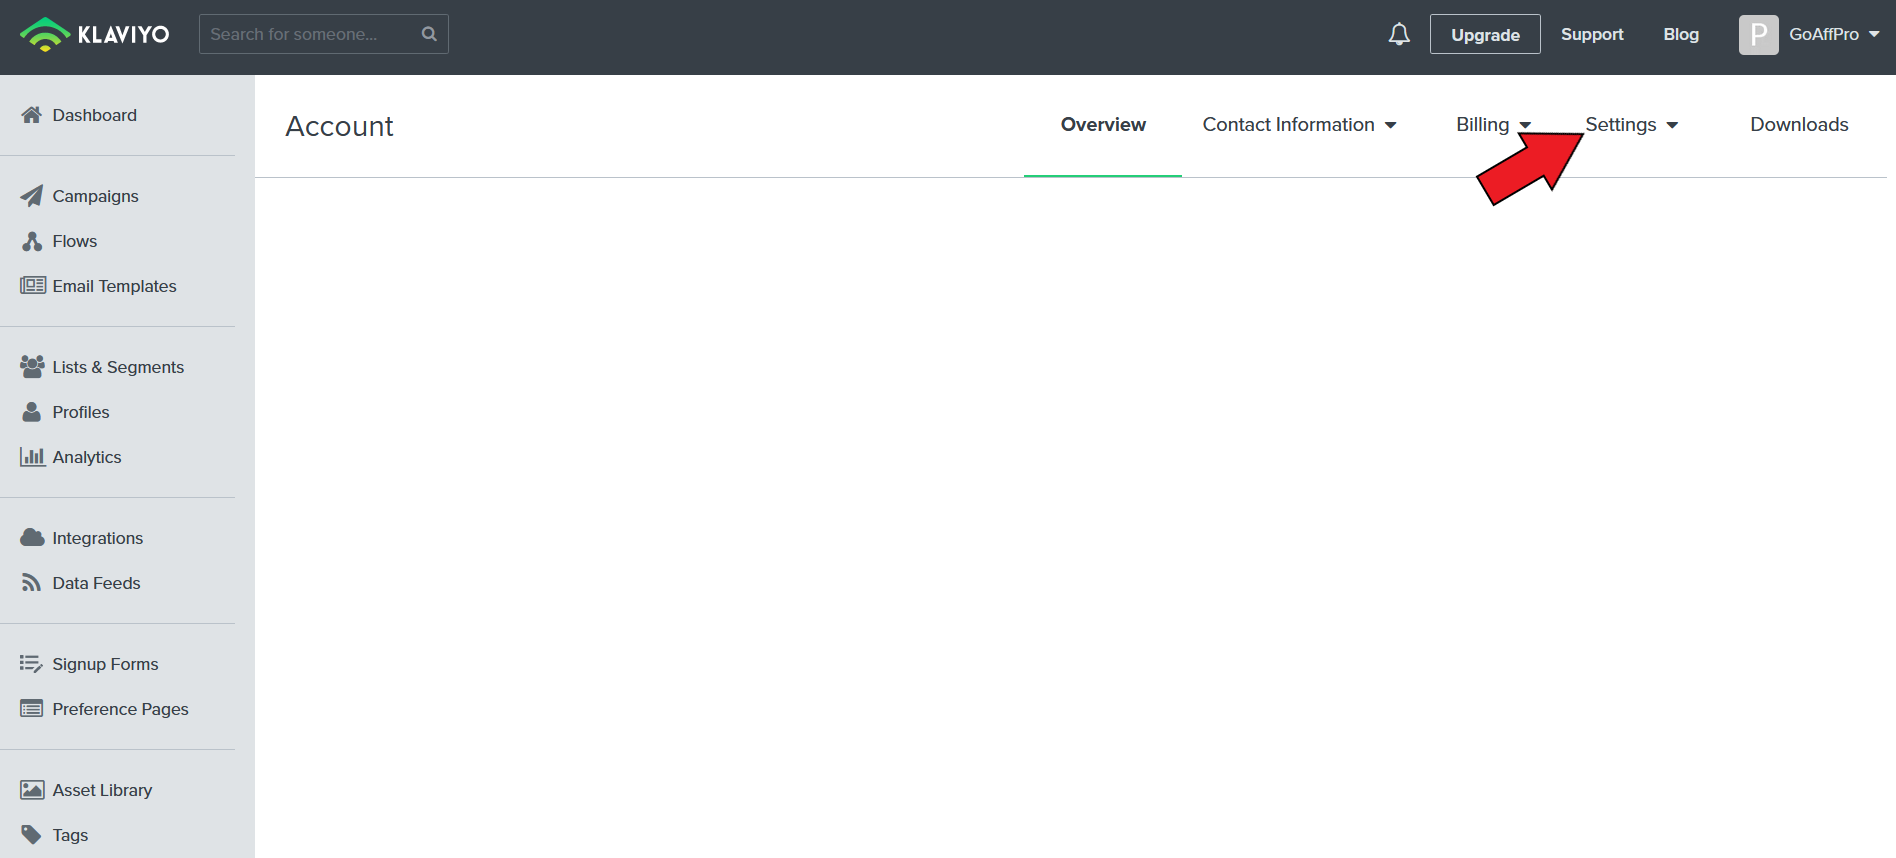 KLAVIYO
Search for someone...
Upgrade
Support
Blog
P
GoAffPro
Dashboard
Campaigns
Flows
Email Templates
Lists & Segments
Profiles
Analytics
Integrations
Data Feeds
Signup Forms
Preference Pages
Asset Library
Tags
Account
Overview
Contact Information
Billing
Settings
Downloads